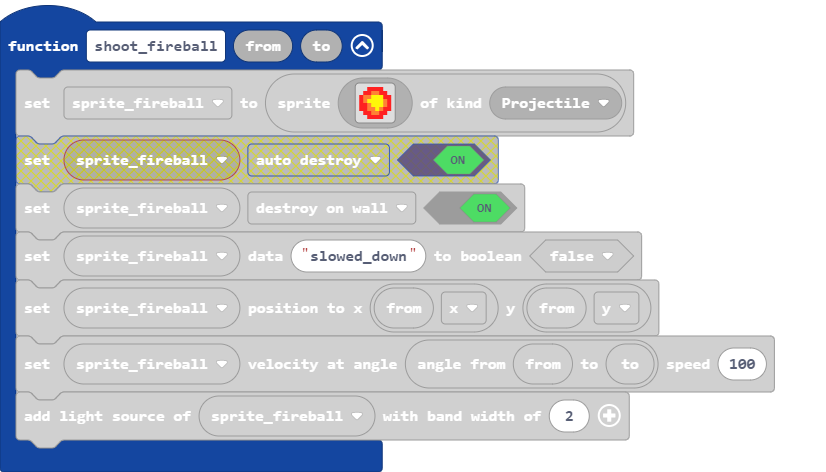 function shoot_fireball from to
set sprite_fireball to sprite of kind Projectile
set sprite_fireball auto destroy ON
set sprite_fireball destroy on wall ON
set sprite_fireball data "slowed_down" to boolean false
set sprite_fireball position to x from x y from y
set sprite_fireball velocity at angle angle from from to to speed 100
add light source of sprite_fireball with band width of 2